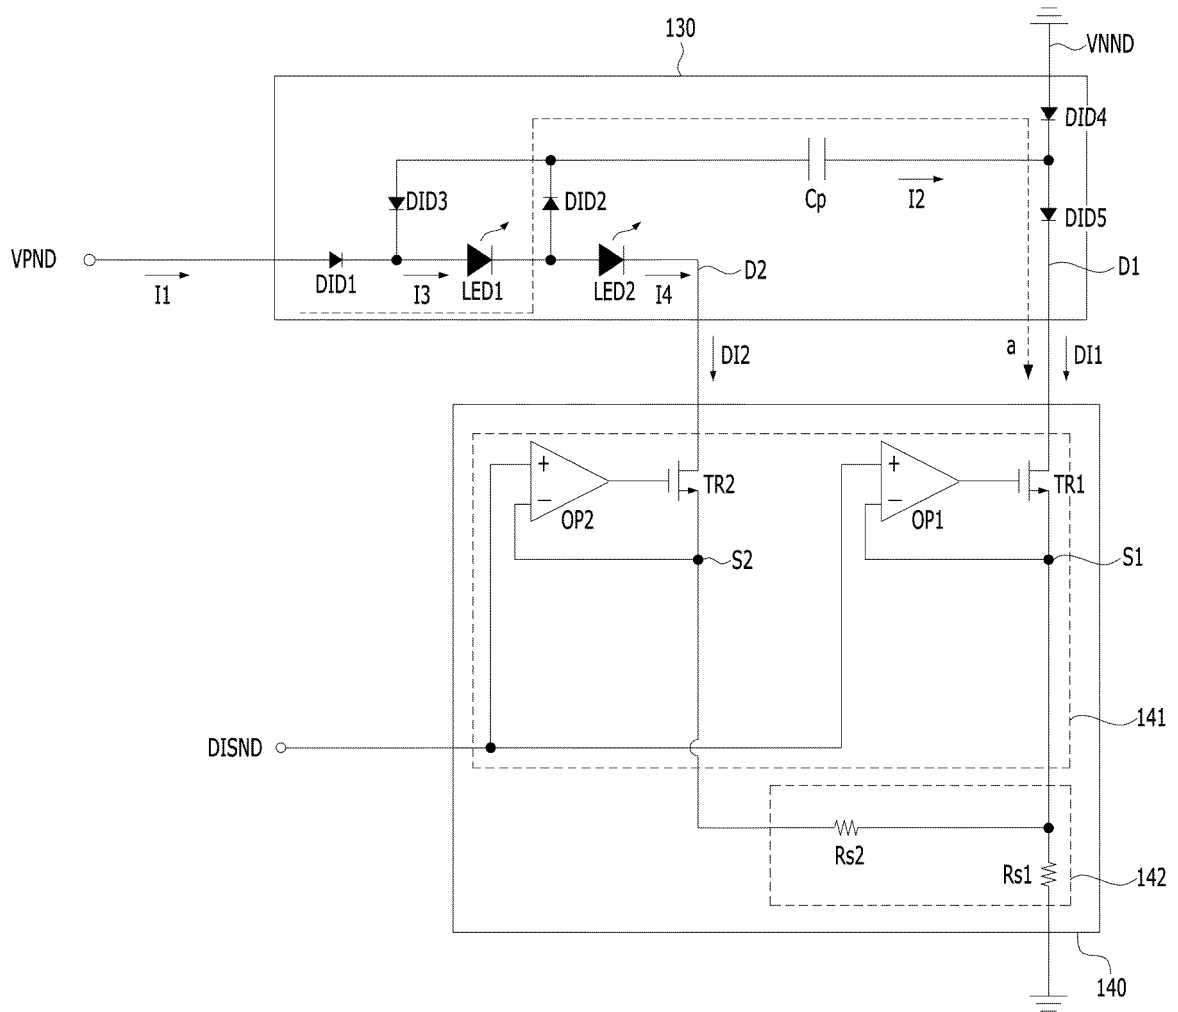 130
VNND
DID4
DID3
DID2
Cp
I2
DID5
VPND
I1
DID1
I3
LED1
LED2
I4
D2
D1
DI2
a
DI1
+
−
OP2
TR2
+
−
OP1
TR1
S2
S1
141
DISND
Rs2
Rs1
142
140